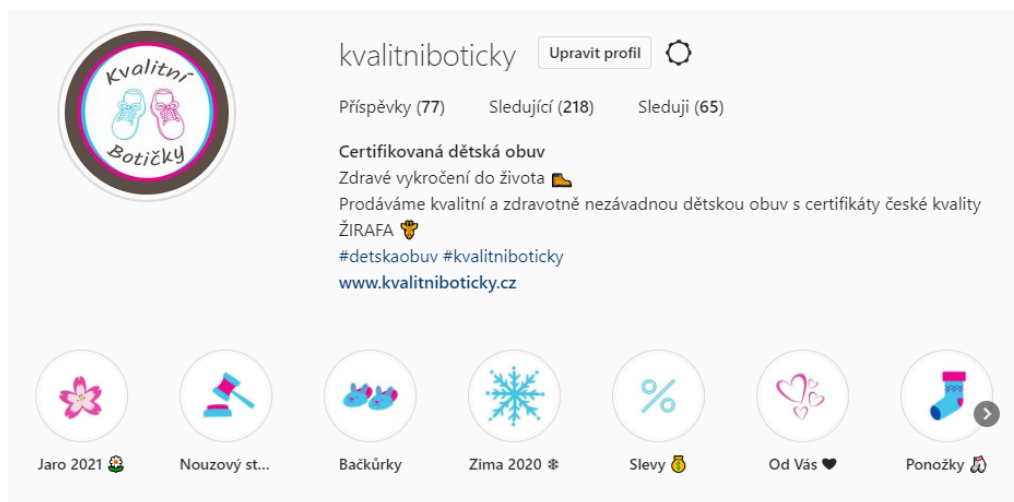 Kvalitní
Botičky
kvalitniboticky Upravit profil
Příspěvky (77) Sledující (218) Sleduji (65)
Certifikovaná dětská obuv
Zdravé vykročení do života 🥾
Prodáváme kvalitní a zdravotně nezávadnou dětskou obuv s certifikáty české kvality
ŽIRAFA 🦒
#detskaobuv #kvalitniboticky
www.kvalitniboticky.cz
Jaro 2021 🌼 Nouzový st... Bačkůrky Zima 2020 ❄ Slevy 💰 Od Vás ♥ Ponožky 🧦